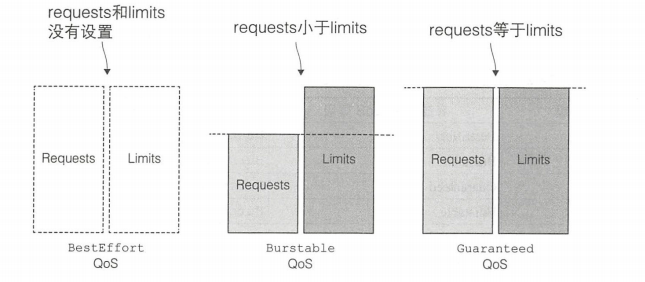 requests和limits
没有设置
requests小于limits
requests等于limits
Requests
Limits
Requests
Limits
Requests
Limits
BestEffort
QoS
Burstable
QoS
Guaranteed
QoS